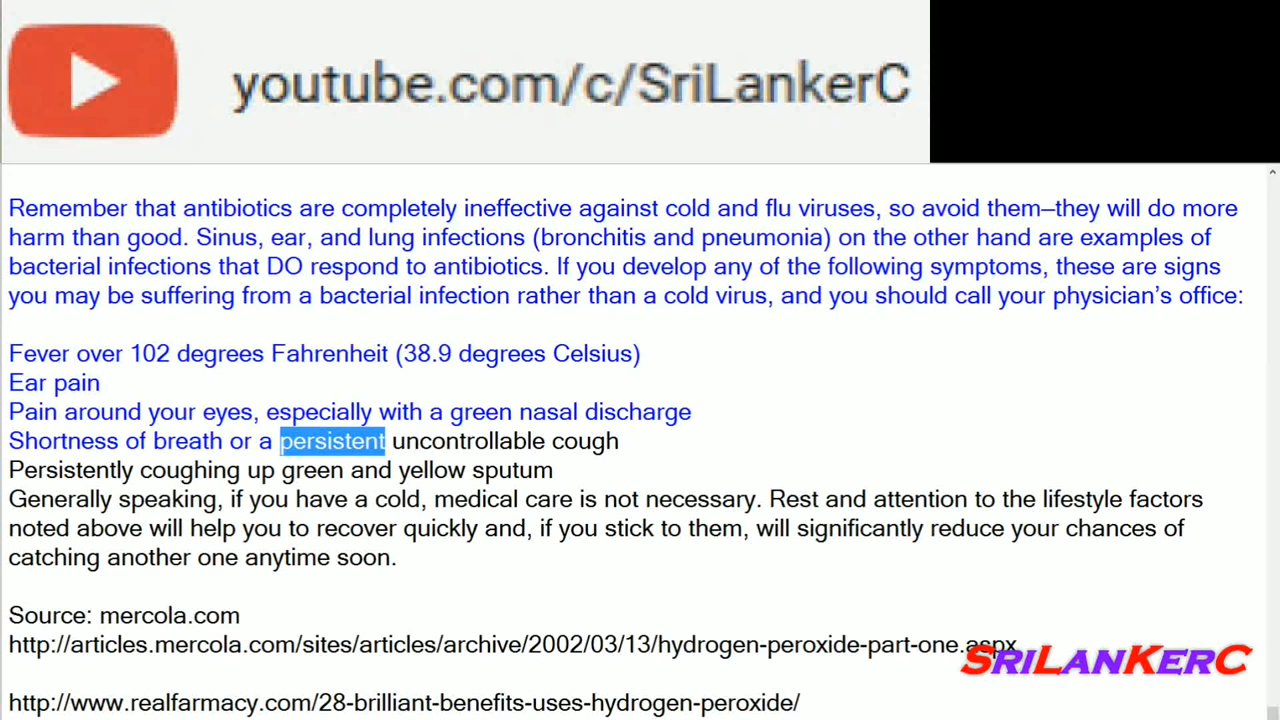 youtube.com/c/SriLankerC
Remember that antibiotics are completely ineffective against cold and flu viruses, so avoid them—they will do more
harm than good. Sinus, ear, and lung infections (bronchitis and pneumonia) on the other hand are examples of
bacterial infections that DO respond to antibiotics. If you develop any of the following symptoms, these are signs
you may be suffering from a bacterial infection rather than a cold virus, and you should call your physician’s office:
Fever over 102 degrees Fahrenheit (38.9 degrees Celsius)
Ear pain
Pain around your eyes, especially with a green nasal discharge
Shortness of breath or a persistent uncontrollable cough
Persistently coughing up green and yellow sputum
Generally speaking, if you have a cold, medical care is not necessary. Rest and attention to the lifestyle factors
noted above will help you to recover quickly and, if you stick to them, will significantly reduce your chances of
catching another one anytime soon.
Source: mercola.com
http://articles.mercola.com/sites/articles/archive/2002/03/13/hydrogen-peroxide-part-one.aspx
SRILANKERC
http://www.realfarmacy.com/28-brilliant-benefits-uses-hydrogen-peroxide/